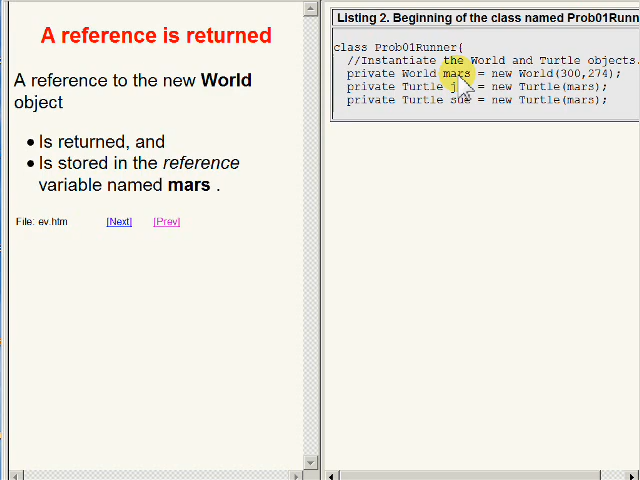 A reference is returned
A reference to the new World
object
Is returned, and
Is stored in the reference
variable named mars .
File: ev.htm [Next] [Prev]
Listing 2. Beginning of the class named Prob01Runner
class Prob01Runner{
//Instantiate the World and Turtle objects.
private World mars = new World(300,274);
private Turtle = new Turtle(mars);
private Turtle sue = new Turtle(mars);